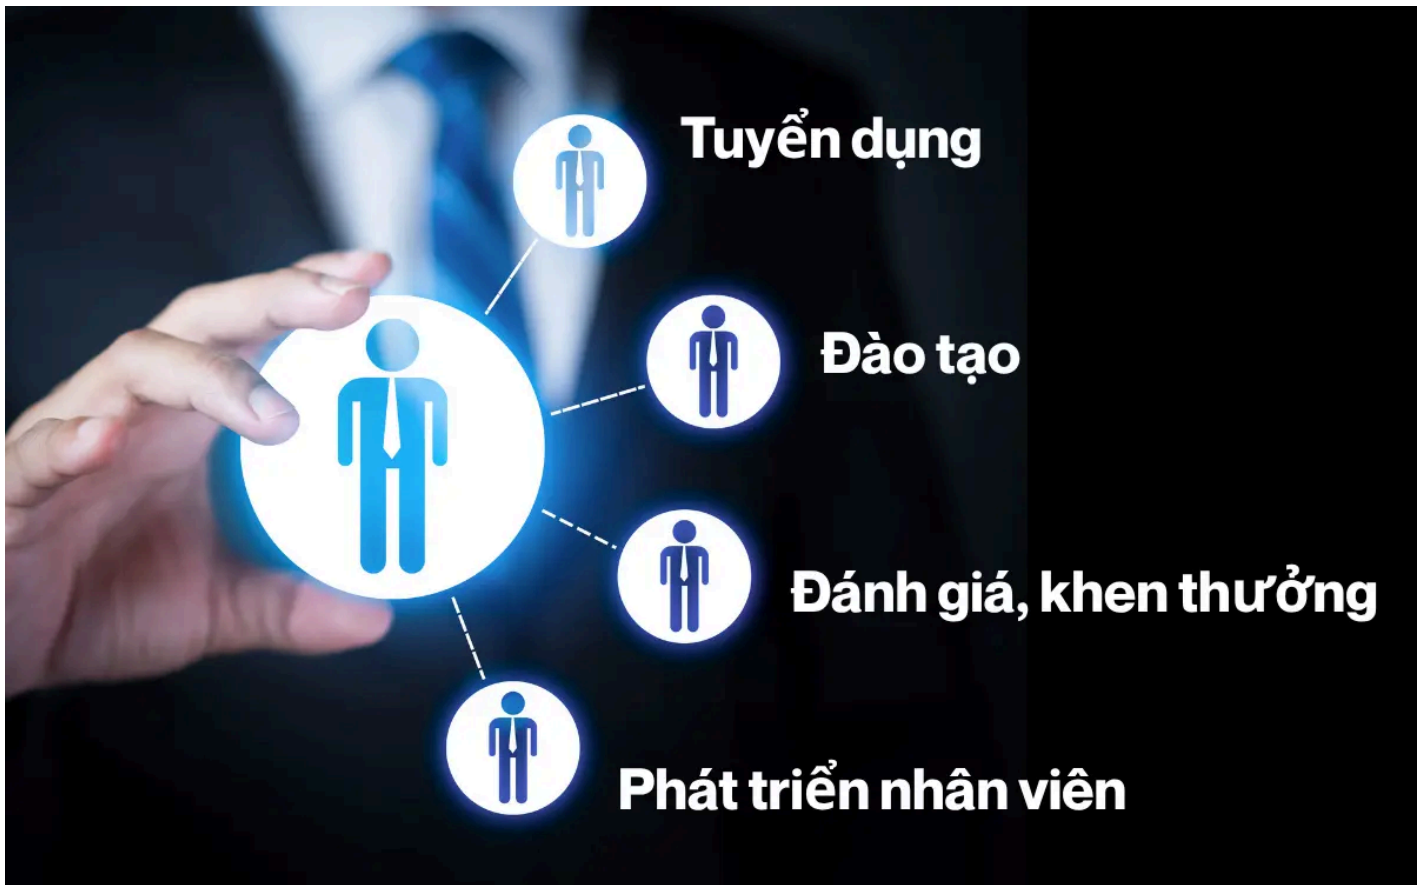 Tuyển dụng
Đào tạo
Đánh giá, khen thưởng
Phát triển nhân viên